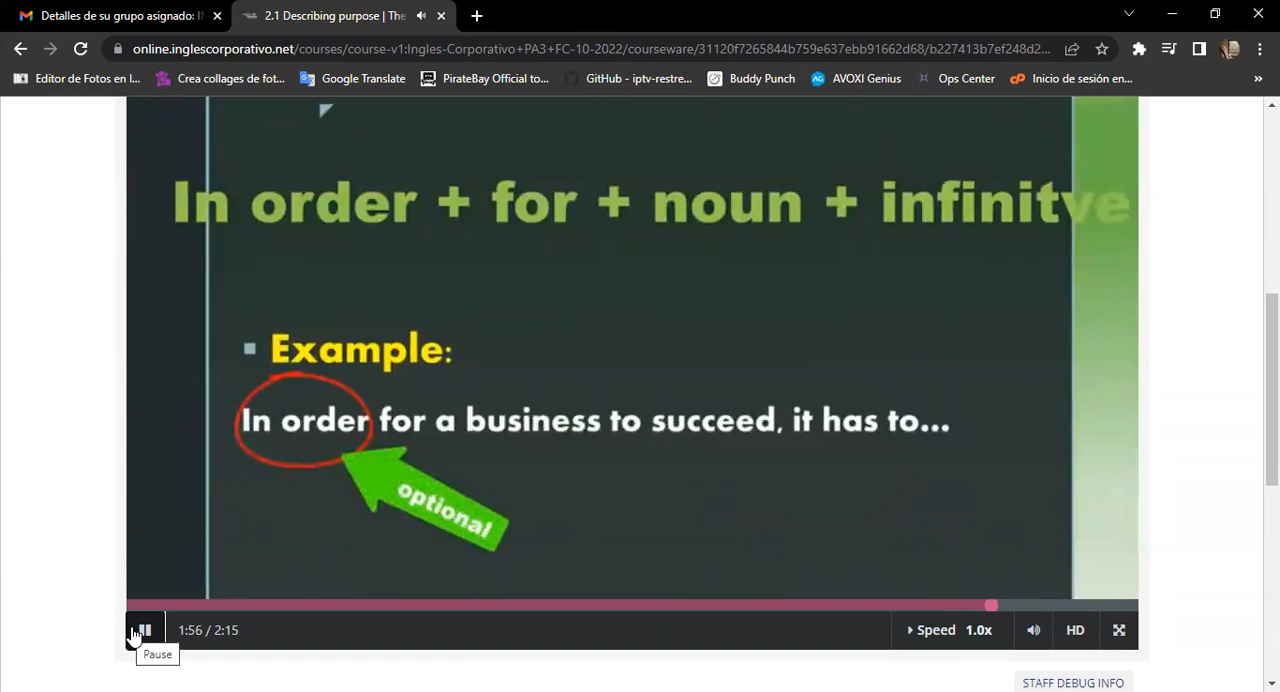 Detalles de su grupo asignado: I
2.1 Describing purpose | The
online.inglescorporativo.net/courses/course-v1:Ingles-Corporativo+PA3+FC-10-2022/courseware/31120f7265844b759e637ebb91662d68/b227413b7ef248d2...
Editor de Fotos en l...
Crea collages de fot...
Google Translate
PirateBay Official to...
GitHub - iptv-restre...
Buddy Punch
AVOXI Genius
Ops Center
Inicio de sesión en...
»
In order + for + noun + infinitve
Example:
In order for a business to succeed, it has to...
optional
1:56 / 2:15
Speed 1.0x
HD
Pause
STAFF DEBUG INFO